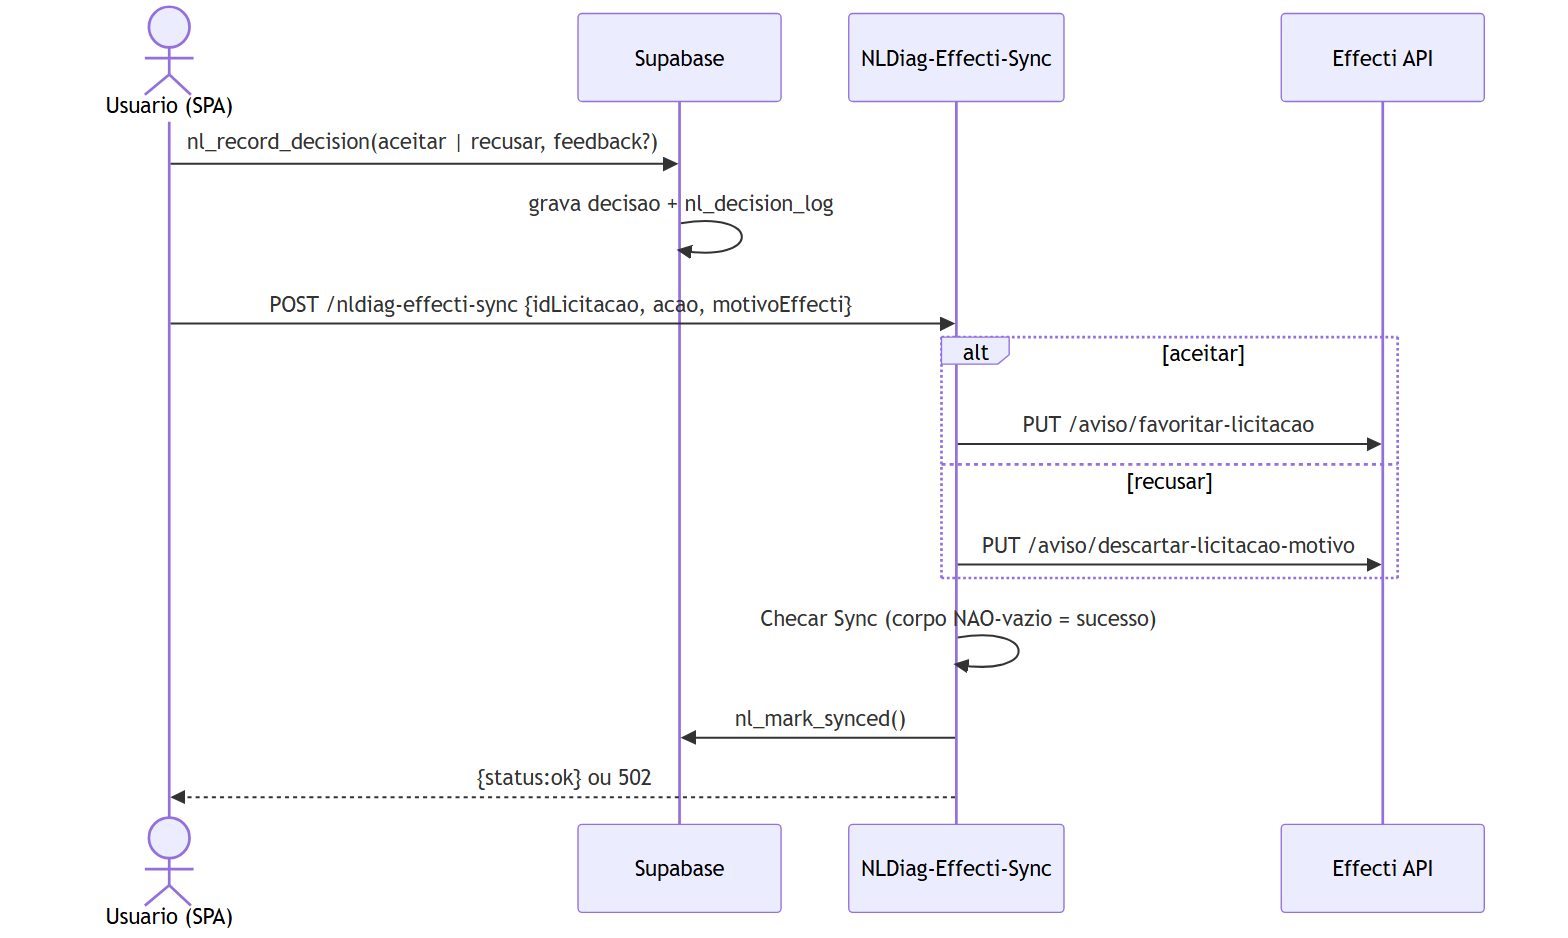 Usuario (SPA)
Supabase
NLDiag-Effecti-Sync
Effecti API
nl_record_decision(aceitar | recusar, feedback?)
grava decisao + nl_decision_log
POST /nldiag-effecti-sync {idLicitacao, acao, motivoEffecti}
alt
[aceitar]
PUT /aviso/favoritar-licitacao
[recusar]
PUT /aviso/descartar-licitacao-motivo
Checar Sync (corpo NAO-vazio = sucesso)
nl_mark_synced()
{status:ok} ou 502
Usuario (SPA)
Supabase
NLDiag-Effecti-Sync
Effecti API